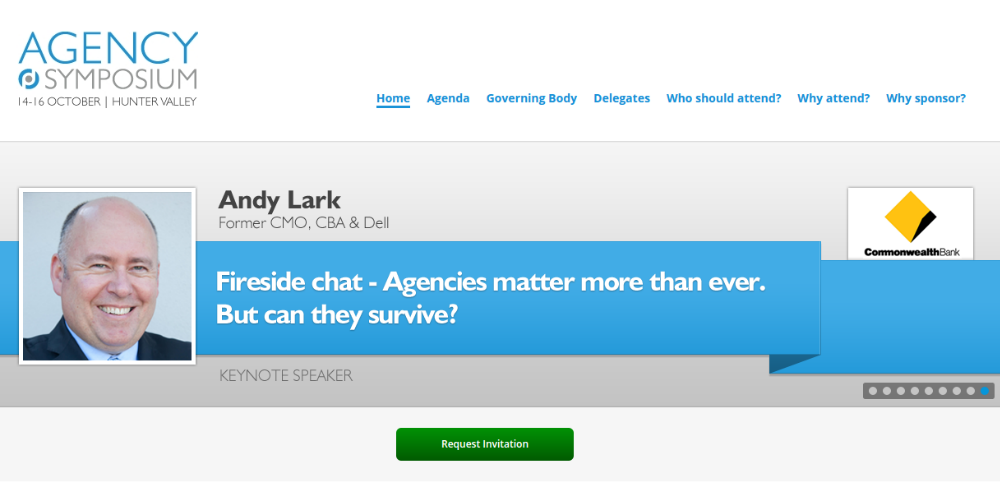 AGENCY
SYMPOSIUM
14-16 OCTOBER | HUNTER VALLEY
Home Agenda Governing Body Delegates Who should attend? Why attend? Why sponsor?
Andy Lark
Former CMO, CBA & Dell
CommonwealthBank
Fireside chat - Agencies matter more than ever.
But can they survive?
KEYNOTE SPEAKER
Request Invitation